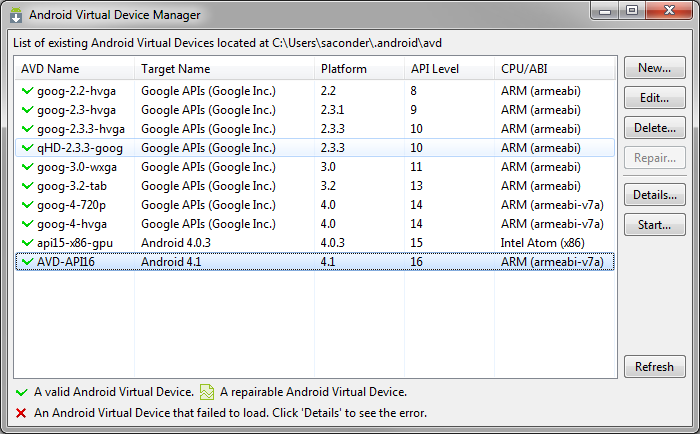 Android Virtual Device Manager
List of existing Android Virtual Devices located at C:\Users\saconder\.android\avd
AVD Name Target Name Platform API Level CPU/ABI
goog-2.2-hvga Google APIs (Google Inc.) 2.2 8 ARM (armeabi)
goog-2.3-hvga Google APIs (Google Inc.) 2.3.1 9 ARM (armeabi)
goog-2.3.3-hvga Google APIs (Google Inc.) 2.3.3 10 ARM (armeabi)
qHD-2.3.3-goog Google APIs (Google Inc.) 2.3.3 10 ARM (armeabi)
goog-3.0-wxga Google APIs (Google Inc.) 3.0 11 ARM (armeabi)
goog-3.2-tab Google APIs (Google Inc.) 3.2 13 ARM (armeabi)
goog-4-720p Google APIs (Google Inc.) 4.0 14 ARM (armeabi-v7a)
goog-4-hvga Google APIs (Google Inc.) 4.0 14 ARM (armeabi-v7a)
api15-x86-gpu Android 4.0.3 4.0.3 15 Intel Atom (x86)
AVD-API16 Android 4.1 4.1 16 ARM (armeabi-v7a)
New...
Edit...
Delete...
Repair...
Details...
Start...
Refresh
A valid Android Virtual Device. A repairable Android Virtual Device.
An Android Virtual Device that failed to load. Click 'Details' to see the error.